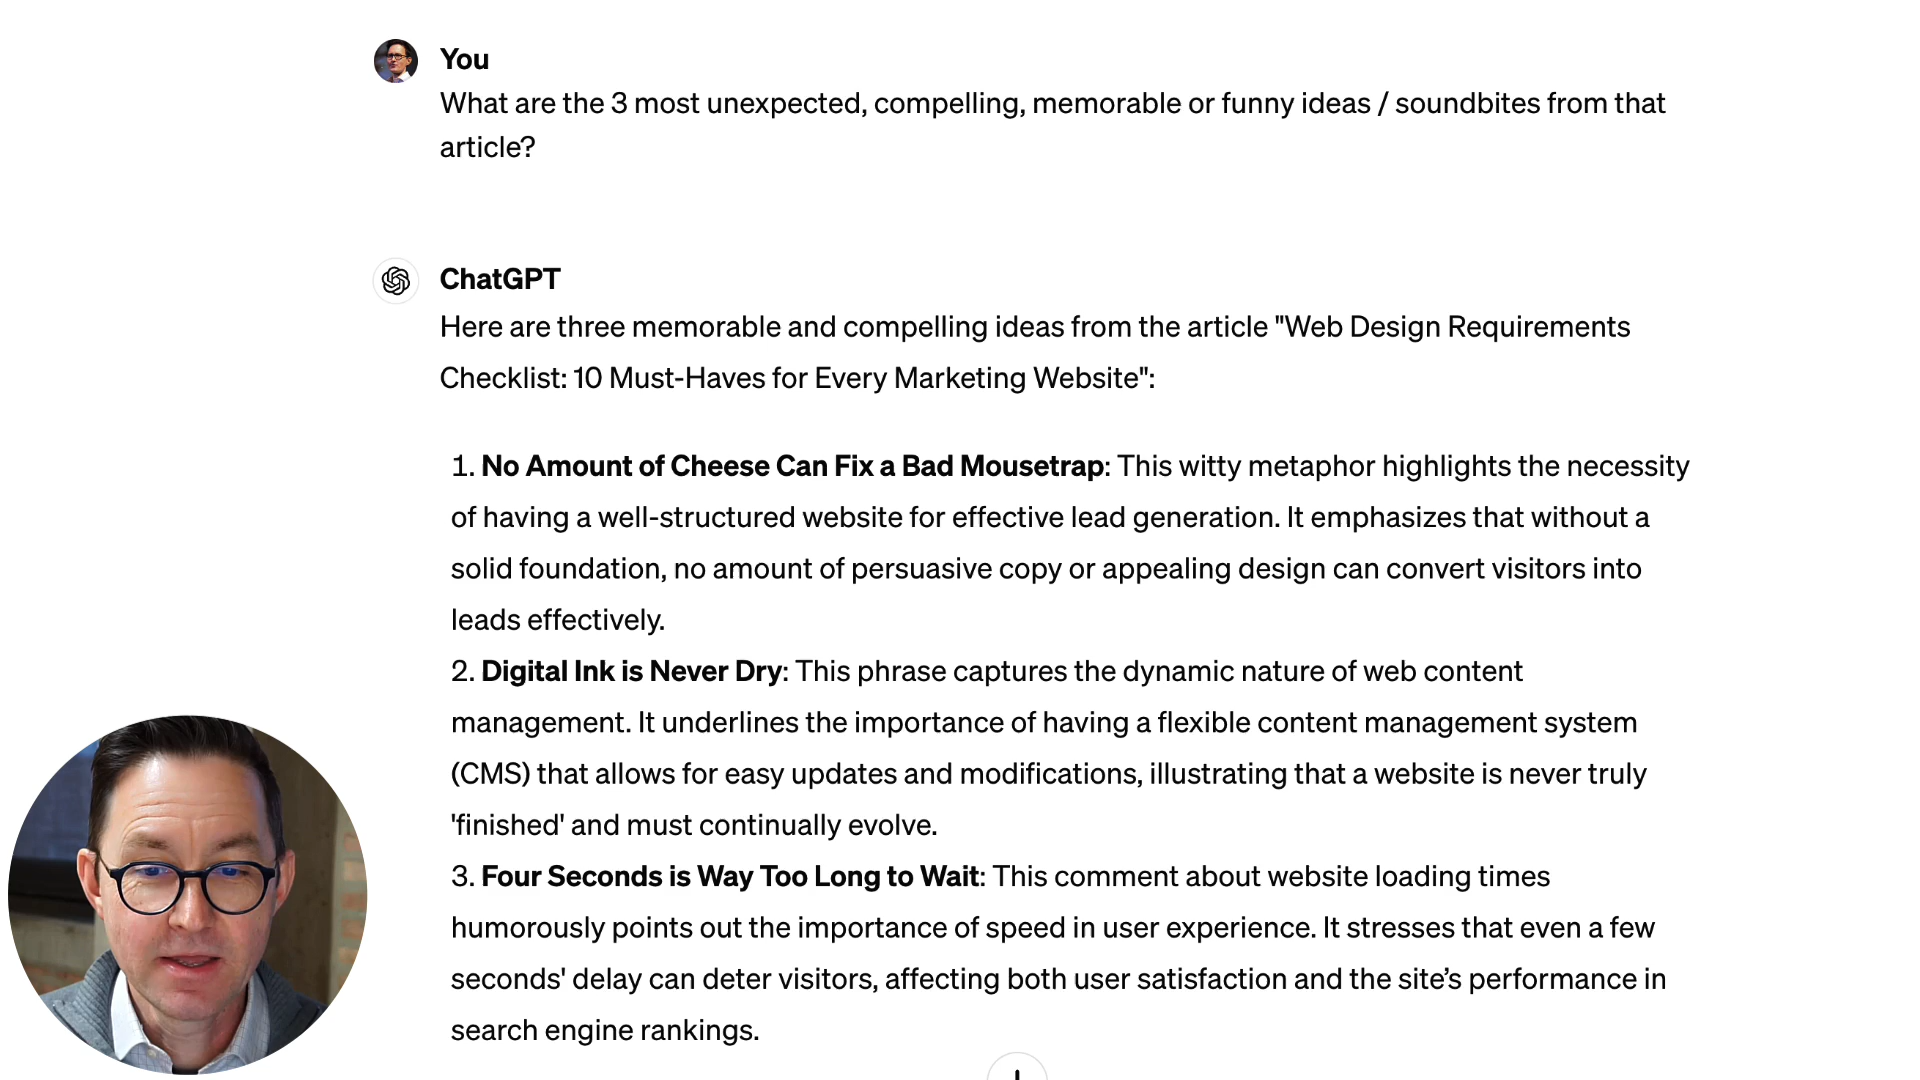 You
What are the 3 most unexpected, compelling, memorable or funny ideas / soundbites from that
article?
ChatGPT
Here are three memorable and compelling ideas from the article "Web Design Requirements
Checklist: 10 Must-Haves for Every Marketing Website":
1. No Amount of Cheese Can Fix a Bad Mousetrap: This witty metaphor highlights the necessity
of having a well-structured website for effective lead generation. It emphasizes that without a
solid foundation, no amount of persuasive copy or appealing design can convert visitors into
leads effectively.
2. Digital Ink is Never Dry: This phrase captures the dynamic nature of web content
management. It underlines the importance of having a flexible content management system
(CMS) that allows for easy updates and modifications, illustrating that a website is never truly
'finished' and must continually evolve.
3. Four Seconds is Way Too Long to Wait: This comment about website loading times
humorously points out the importance of speed in user experience. It stresses that even a few
seconds' delay can deter visitors, affecting both user satisfaction and the site’s performance in
search engine rankings.